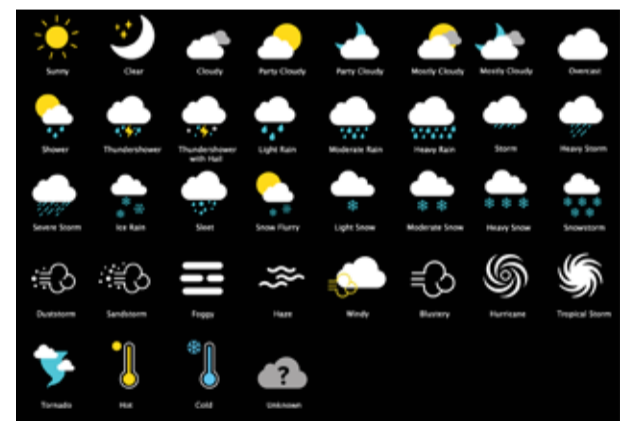 Sunny Clear Cloudy Party Cloudy Party Cloudy Mostly Cloudy Mostly Cloudy Overcast
Shower Thundershower Thundershower with Hail Light Rain Moderate Rain Heavy Rain Storm Heavy Storm
Severe Storm Ice Rain Sleet Snow Flurry Light Snow Moderate Snow Heavy Snow Snowstorm
Duststorm Sandstorm Foggy Haze Windy Blustery Hurricane Tropical Storm
Tornado Hot Cold ? Unknown